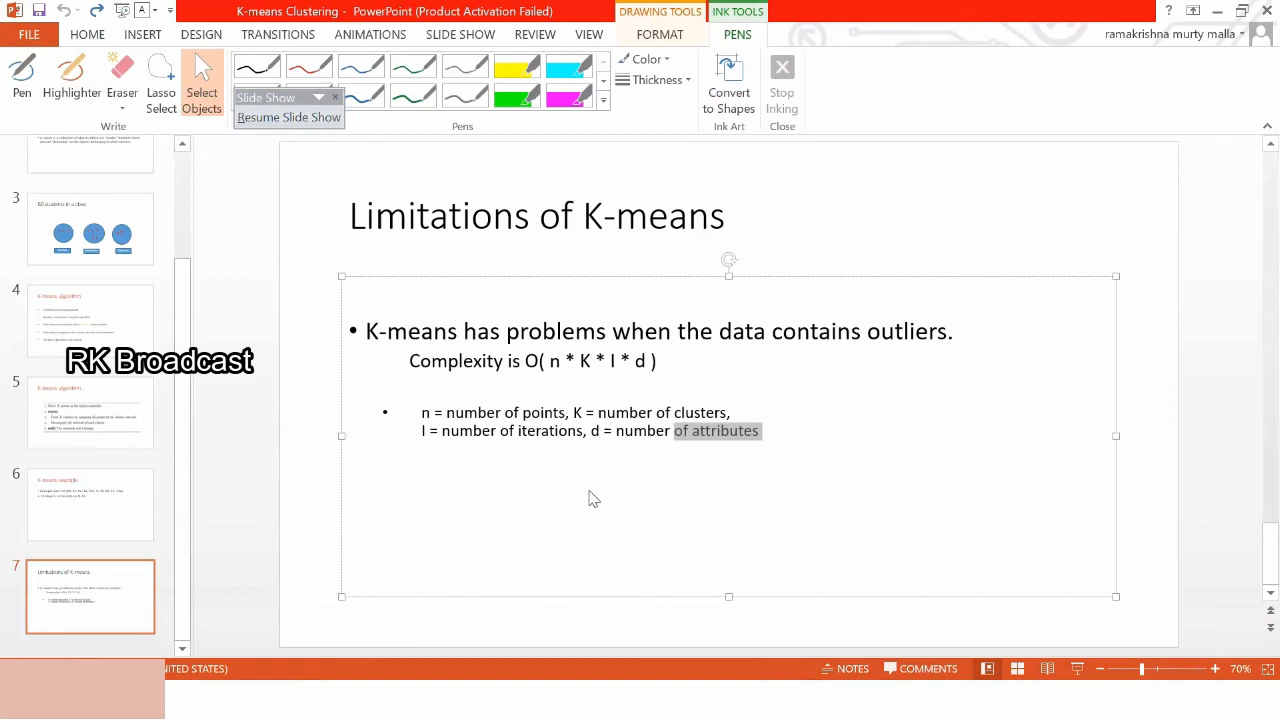 K-means Clustering - PowerPoint (Product Activation Failed)
DRAWING TOOLS
INK TOOLS
FILE
HOME
INSERT
DESIGN
TRANSITIONS
ANIMATIONS
SLIDE SHOW
REVIEW
VIEW
FORMAT
PENS
ramakrishna murty malla
Pen
Highlighter
Eraser
Lasso
Select
Select
Objects
Write
Slide Show
Resume Slide Show
Pens
Color
Thickness
Convert
to Shapes
Ink Art
Stop
Inking
Close
3
60 students in a class
4
K-means algorithm
RK Broadcast
5
K-means algorithm
6
K-means example
7
Limitations of K-means
Limitations of K-means
• K-means has problems when the data contains outliers.
Complexity is O( n * K * I * d )
• n = number of points, K = number of clusters,
I = number of iterations, d = number of attributes
ITED STATES)
NOTES
COMMENTS
70%